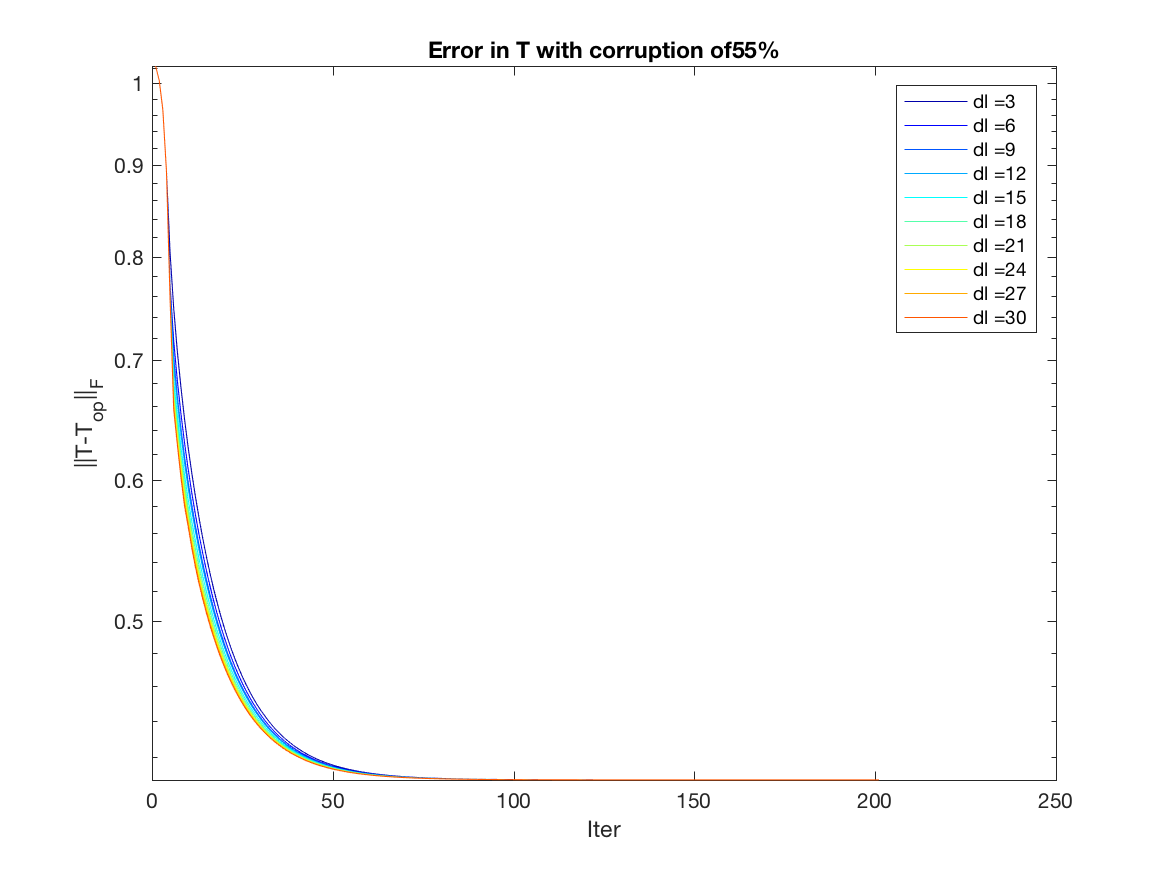 Error in T with corruption of55%
1
0.9
0.8
0.7
0.6
0.5
||T-T_op||_F
0
50
100
150
200
250
Iter
dl =3
dl =6
dl =9
dl =12
dl =15
dl =18
dl =21
dl =24
dl =27
dl =30